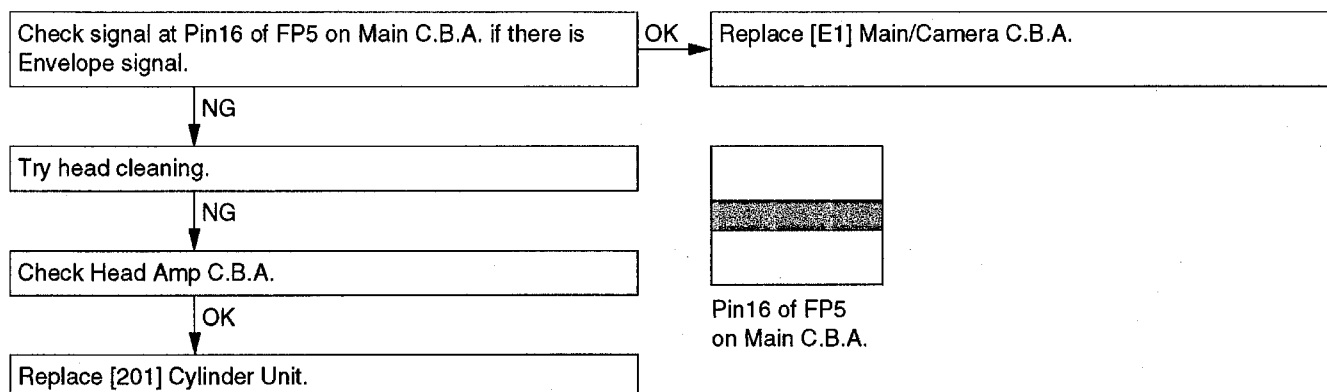 Check signal at Pin16 of FP5 on Main C.B.A. if there is
Envelope signal.
OK
Replace [E1] Main/Camera C.B.A.
NG
Try head cleaning.
NG
Check Head Amp C.B.A.
OK
Replace [201] Cylinder Unit.
Pin16 of FP5
on Main C.B.A.